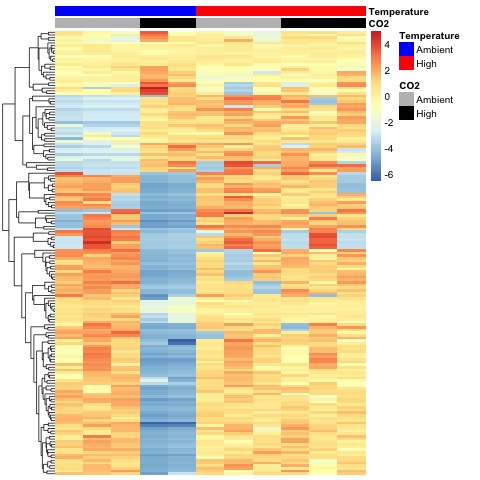 Temperature
CO2
4
2
0
-2
-4
-6
Temperature
Ambient
High
CO2
Ambient
High